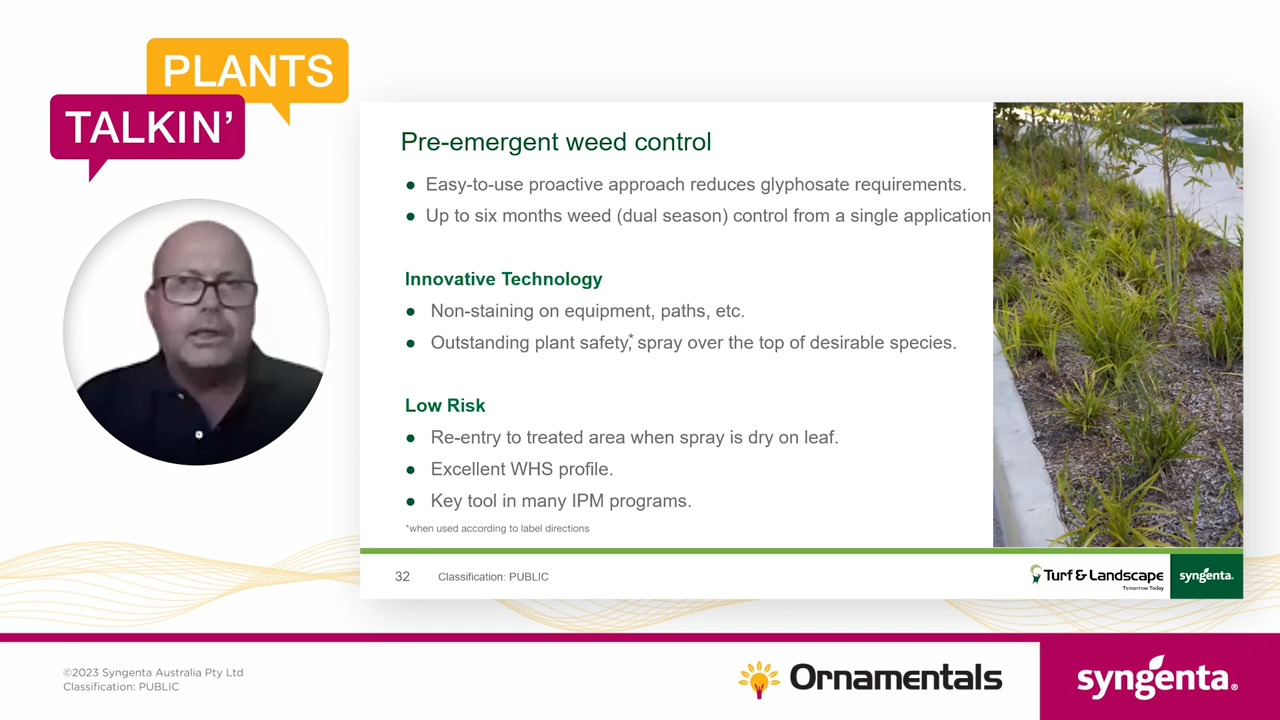 PLANTS
TALKIN’
Pre-emergent weed control
● Easy-to-use proactive approach reduces glyphosate requirements.
● Up to six months weed (dual season) control from a single application
Innovative Technology
● Non-staining on equipment, paths, etc.
● Outstanding plant safety,* spray over the top of desirable species.
Low Risk
● Re-entry to treated area when spray is dry on leaf.
● Excellent WHS profile.
● Key tool in many IPM programs.
*when used according to label directions
32 Classification: PUBLIC
Turf & Landscape
Tomorrow Today
syngenta.
©2023 Syngenta Australia Pty Ltd
Classification: PUBLIC
Ornamentals
syngenta®